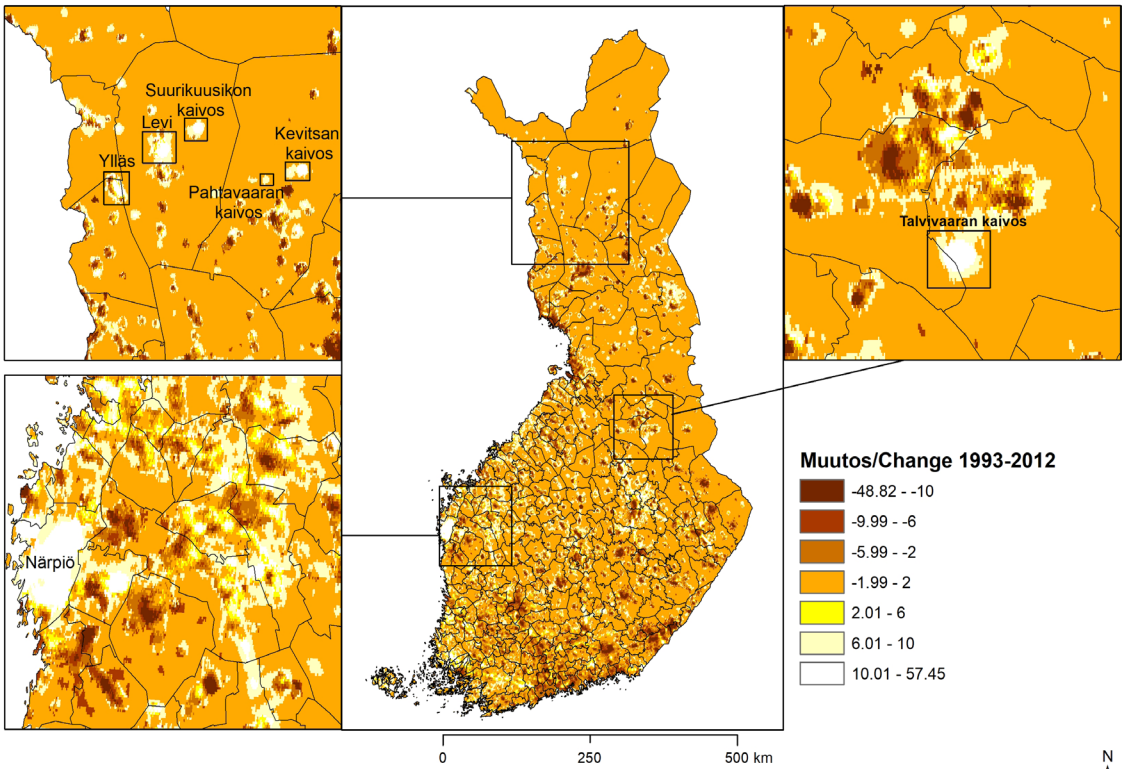 Suurikuusikon
kaivos
Levi
Kevitsan
kaivos
Ylläs
Pahtavaaran
kaivos
Talvivaaran kaivos
Närpiö
Muutos/Change 1993-2012
-48.82 - -10
-9.99 - -6
-5.99 - -2
-1.99 - 2
2.01 - 6
6.01 - 10
10.01 - 57.45
0 250 500 km
N